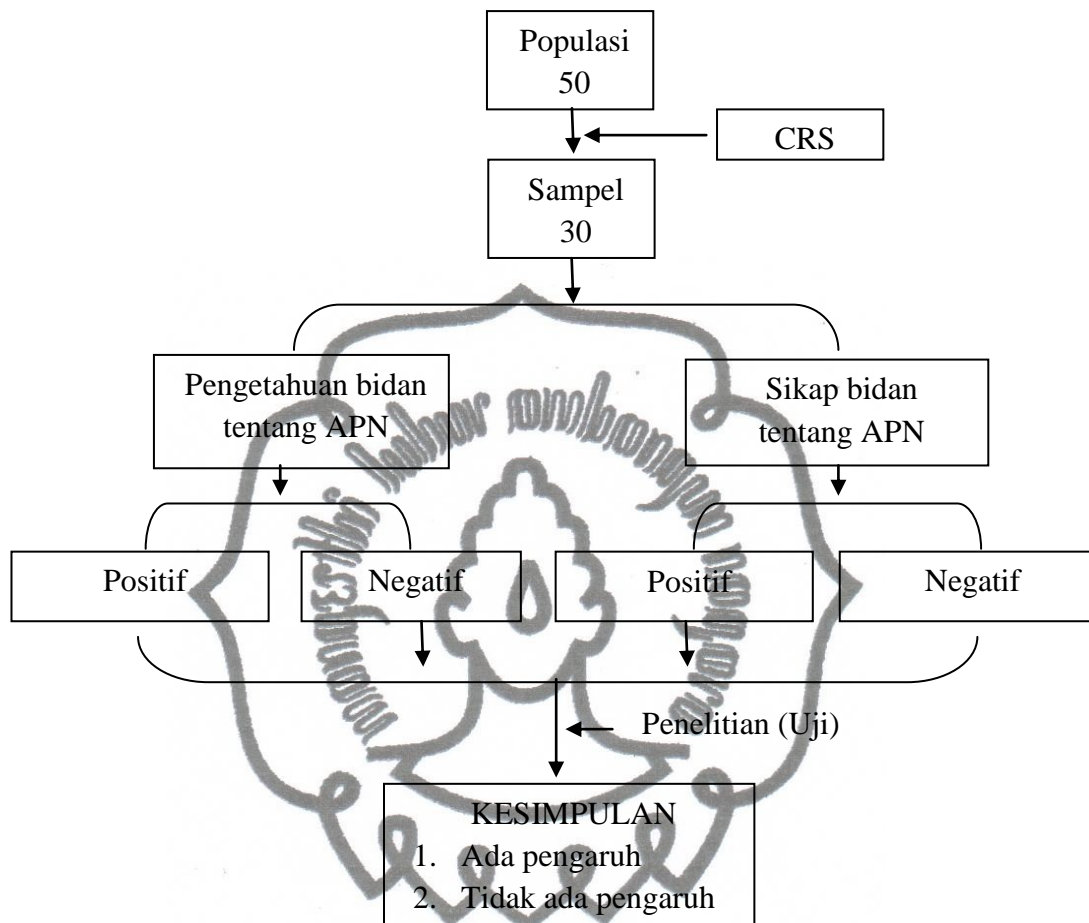 Populasi
50
CRS
Sampel
30
Pengetahuan bidan
tentang APN
Sikap bidan
tentang APN
Positif
Negatif
Positif
Negatif
Penelitian (Uji)
KESIMPULAN
1. Ada pengaruh
2. Tidak ada pengaruh